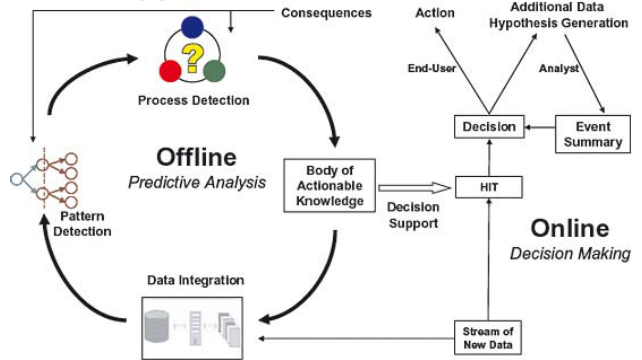 Consequences
Action
Additional Data
Hypothesis Generation
?
End-User
Analyst
Process Detection
Decision
Event
Summary
Offline
Predictive Analysis
Body of
Actionable
Knowledge
HIT
Decision
Support
Pattern
Detection
Online
Decision Making
Data Integration
Stream of
New Data